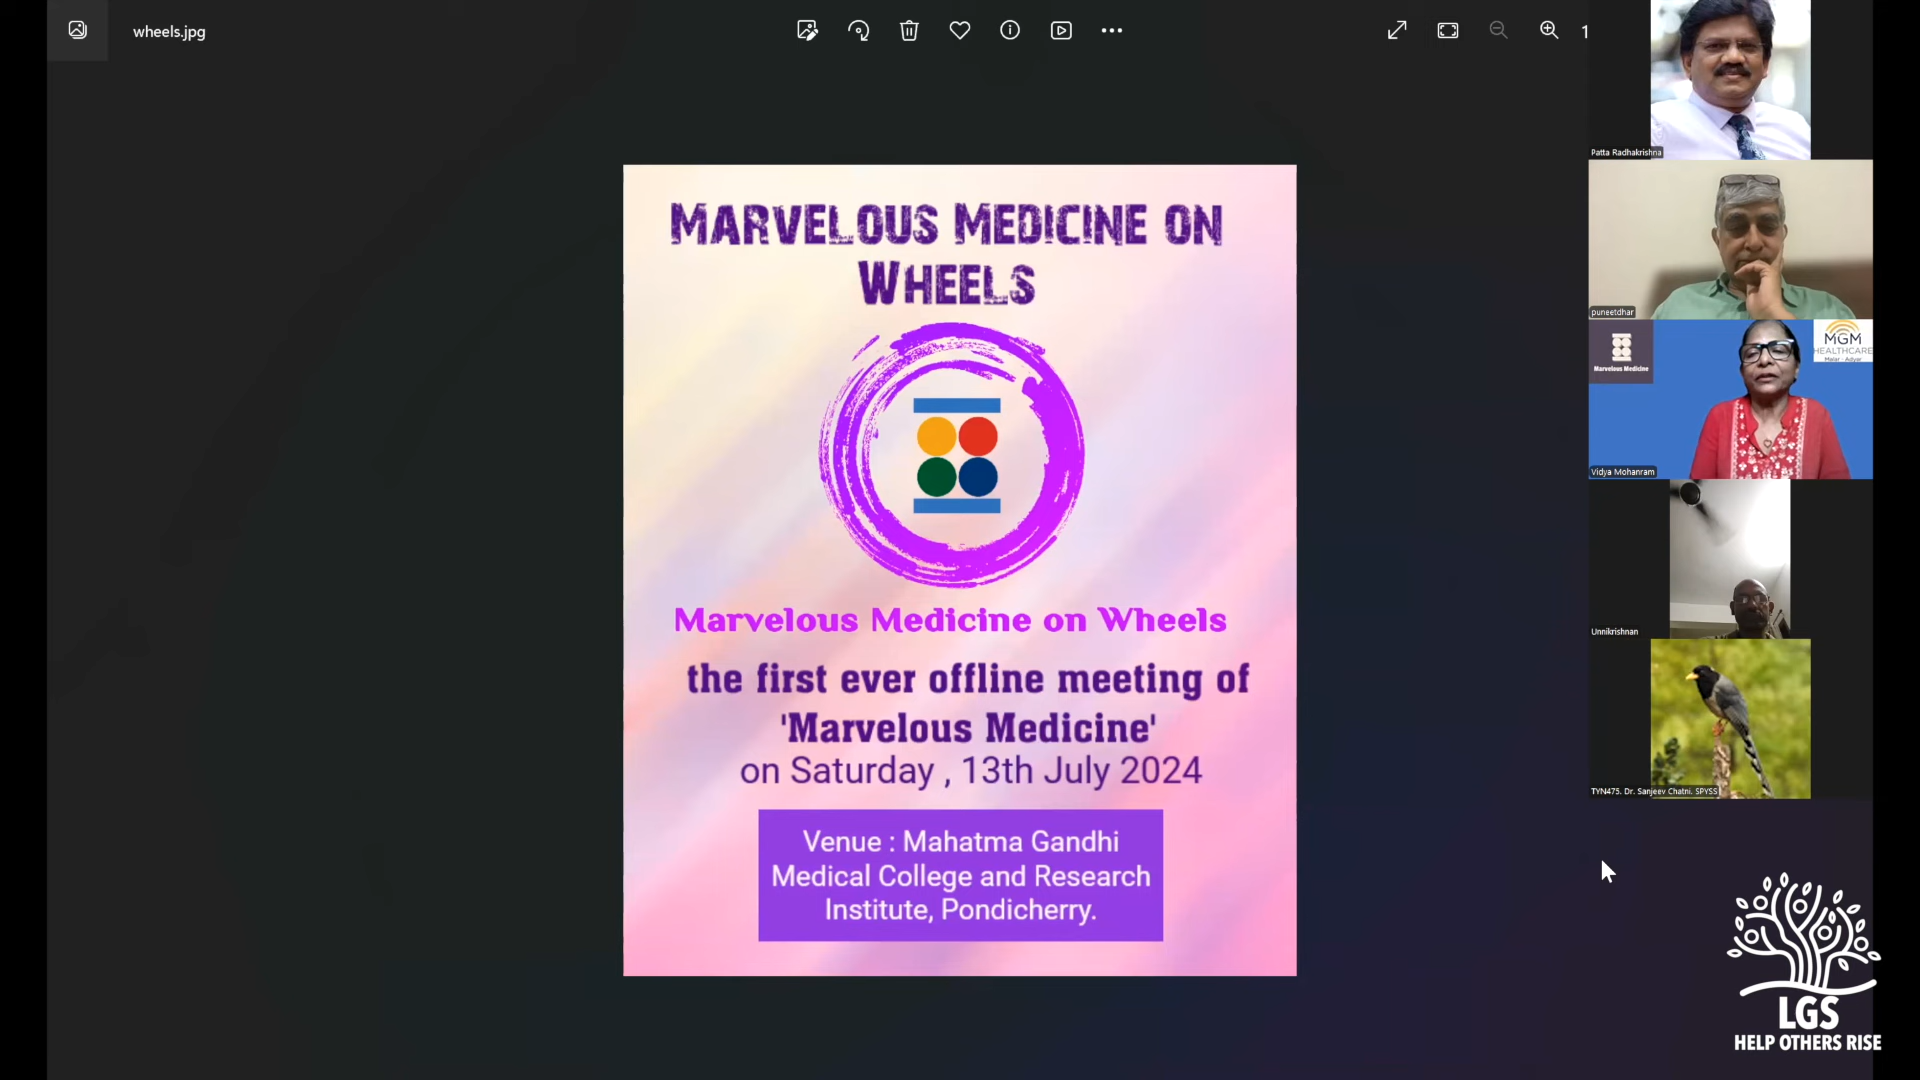 wheels.jpg
1
MARVELOUS MEDICINE ON
WHEELS
Marvelous Medicine on Wheels
the first ever offline meeting of
'Marvelous Medicine'
on Saturday , 13th July 2024
Venue : Mahatma Gandhi
Medical College and Research
Institute, Pondicherry.
Patta Radhakrishna
puneetdhar
Marvelous Medicine
MGM
HEALTHCARE
Malar - Adyar
Vidya Mohanram
Unnikrishnan
TYN475. Dr. Sanjeev Chatni. SPYSS
LGS
HELP OTHERS RISE